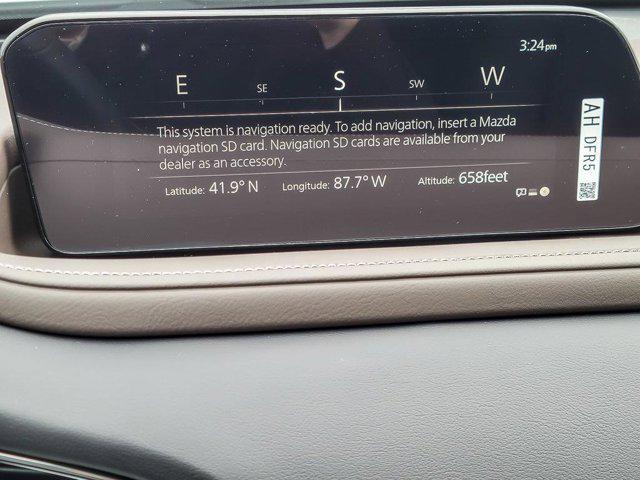 3:24pm
E SE S SW W
This system is navigation ready. To add navigation, insert a Mazda
navigation SD card. Navigation SD cards are available from your
dealer as an accessory.
Latitude: 41.9° N Longitude: 87.7° W Altitude: 658feet
AH DFR5